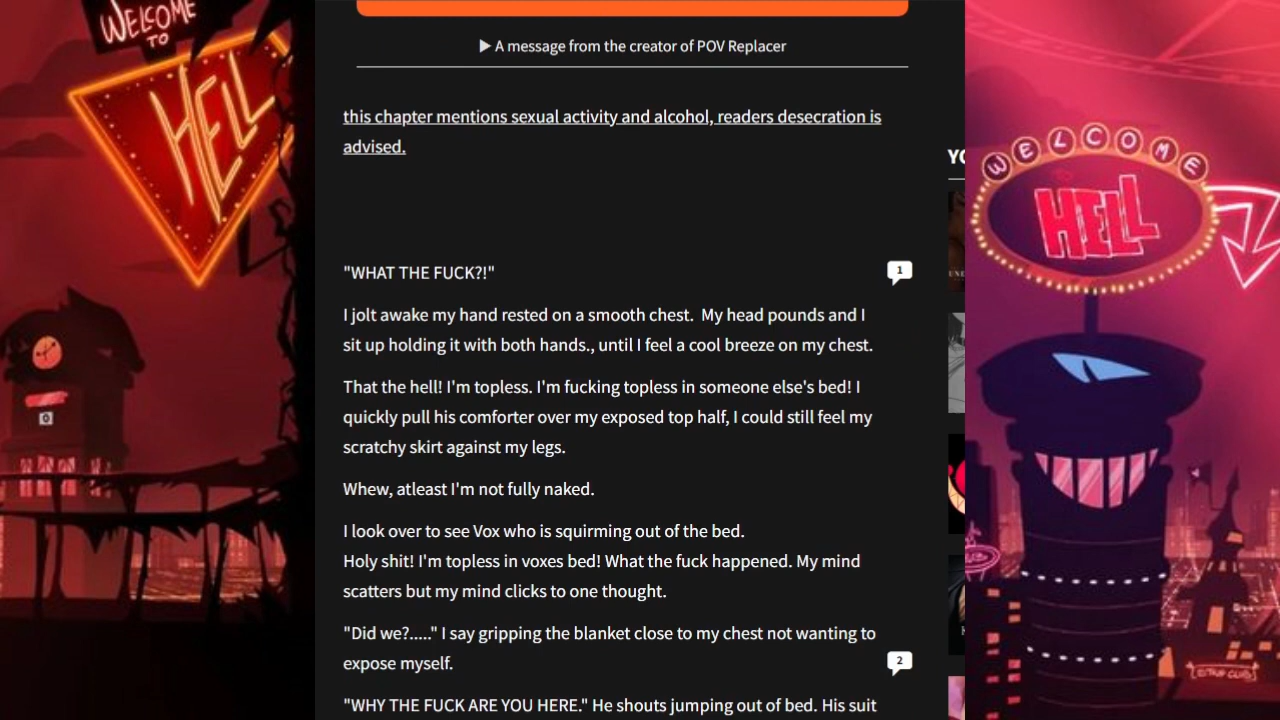 WELCOME
TO
HELL
▶ A message from the creator of POV Replacer
this chapter mentions sexual activity and alcohol, readers desecration is
advised.
YO
"WHAT THE FUCK?!"
1
I jolt awake my hand rested on a smooth chest.  My head pounds and I
sit up holding it with both hands., until I feel a cool breeze on my chest.
That the hell! I'm topless. I'm fucking topless in someone else's bed! I
quickly pull his comforter over my exposed top half, I could still feel my
scratchy skirt against my legs.
Whew, atleast I'm not fully naked.
I look over to see Vox who is squirming out of the bed.
Holy shit! I'm topless in voxes bed! What the fuck happened. My mind
scatters but my mind clicks to one thought.
"Did we?....." I say gripping the blanket close to my chest not wanting to
expose myself.
2
"WHY THE FUCK ARE YOU HERE." He shouts jumping out of bed. His suit
WELCOME
TO
HELL